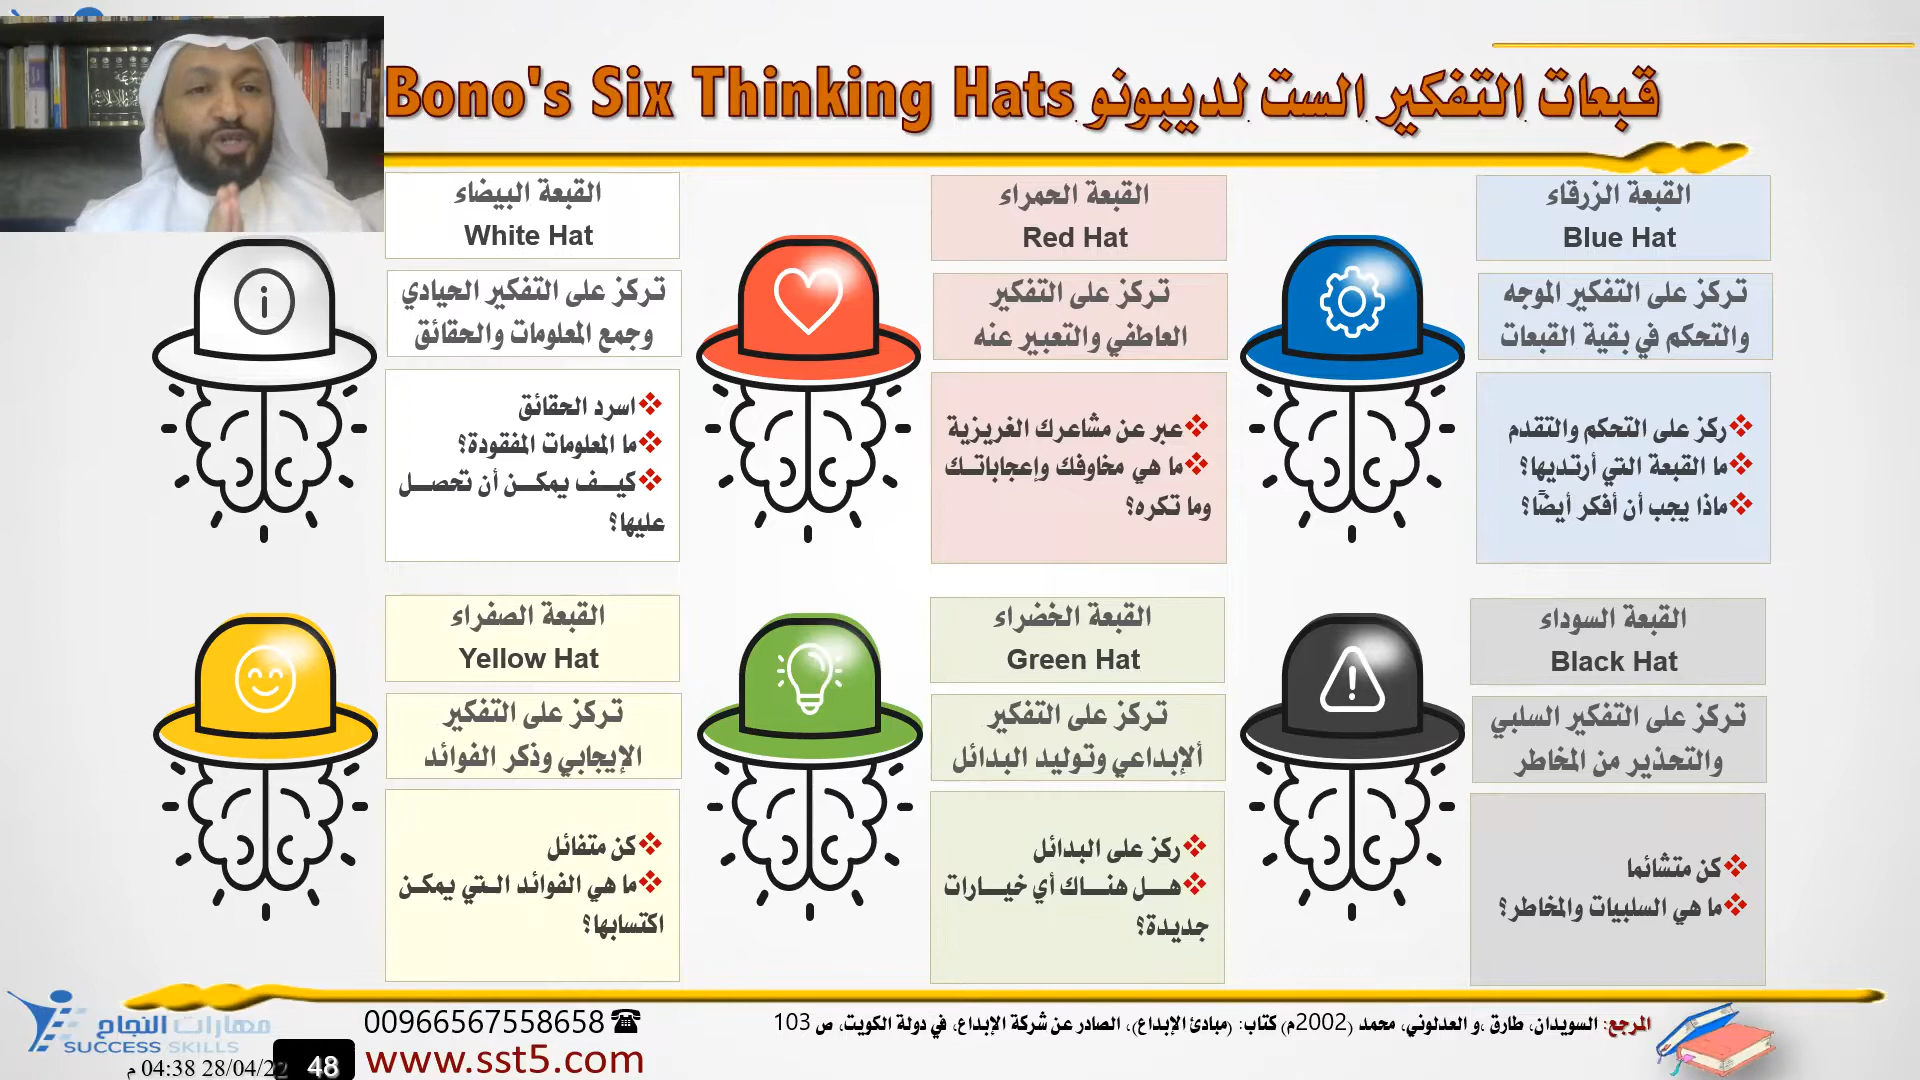 قبعات التفكير الست لديبونو Bono's Six Thinking Hats
القبعة الزرقاء
Blue Hat
تركز على التفكير الموجه
والتحكم في بقية القبعات
ركز على التحكم والتقدم
ما القبعة التي أرتديها؟
ماذا يجب أن أفكر أيضًا؟
القبعة الحمراء
Red Hat
تركز على التفكير
العاطفي والتعبير عنه
عبر عن مشاعرك الغريزية
ما هي مخاوفك وإعجاباتك
وما تكره؟
القبعة البيضاء
White Hat
تركز على التفكير الحيادي
وجمع المعلومات والحقائق
اسرد الحقائق
ما المعلومات المفقودة؟
كيف يمكن أن تحصل
عليها؟
القبعة السوداء
Black Hat
تركز على التفكير السلبي
والتحذير من المخاطر
كن متشائما
ما هي السلبيات والمخاطر؟
القبعة الخضراء
Green Hat
تركز على التفكير
ألإبداعي وتوليد البدائل
ركز على البدائل
هل هناك أي خيارات
جديدة؟
القبعة الصفراء
Yellow Hat
تركز على التفكير
الإيجابي وذكر الفوائد
كن متفائل
ما هي الفوائد التي يمكن
اكتسابها؟
المرجع: السويدان، طارق ،و العدلوني، محمد (2002م) كتاب: (مبادئ الإبداع)، الصادر عن شركة الإبداع، في دولة الكويت، ص 103
00966567558658
www.sst5.com
مهارات النجاح
SUCCESS SKILLS
48
28/04/22 04:38 م